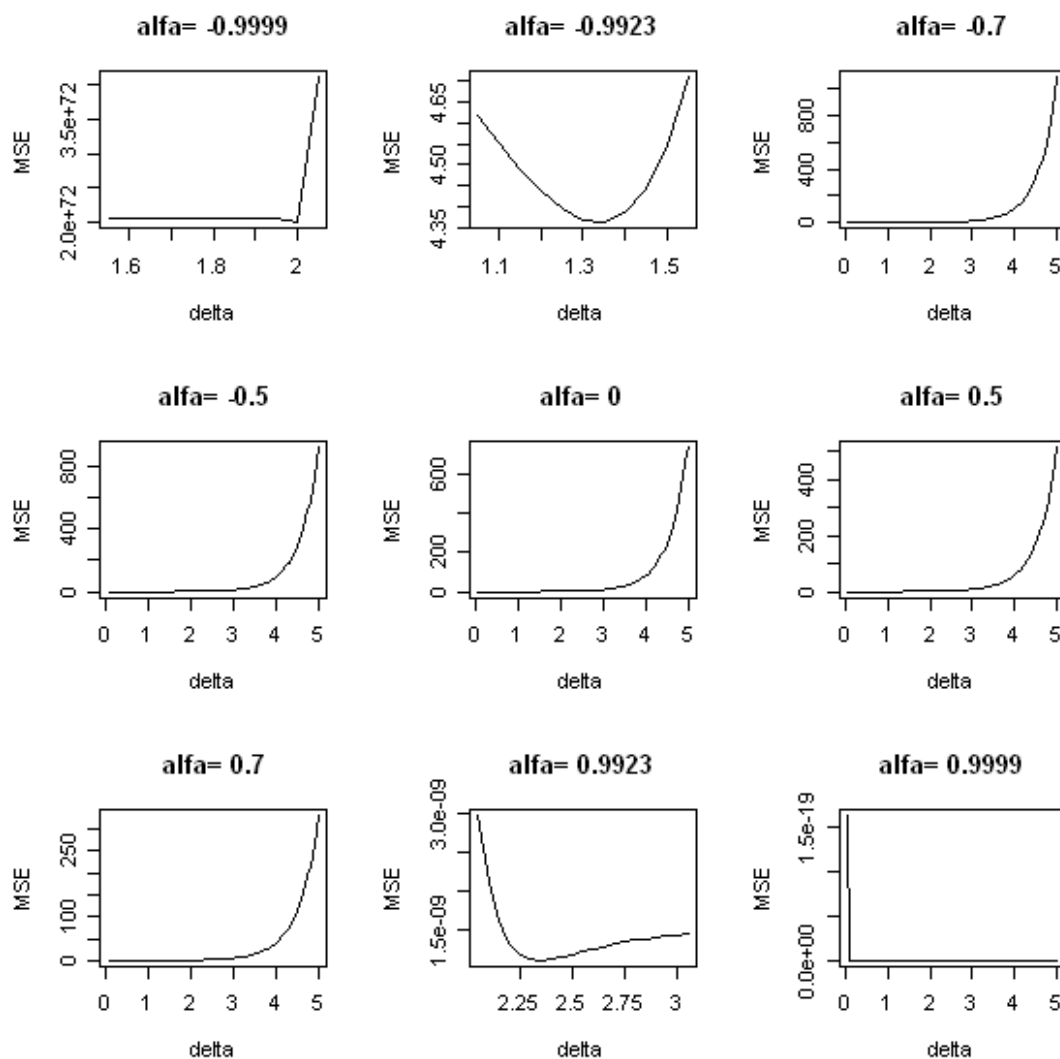 alfa= -0.9999
MSE
2.0e+72
3.5e+72
1.6
1.8
2
delta
alfa= -0.9923
MSE
4.35
4.50
4.65
1.1
1.3
1.5
delta
alfa= -0.7
MSE
0
400
800
0 1 2 3 4 5
delta
alfa= -0.5
MSE
0
400
800
0 1 2 3 4 5
delta
alfa= 0
MSE
0
200
600
0 1 2 3 4 5
delta
alfa= 0.5
MSE
0
200
400
0 1 2 3 4 5
delta
alfa= 0.7
MSE
0
100
250
0 1 2 3 4 5
delta
alfa= 0.9923
MSE
1.5e-09
3.0e-09
2.25
2.5
2.75
3
delta
alfa= 0.9999
MSE
0.0e+00
1.5e-19
0 1 2 3 4 5
delta